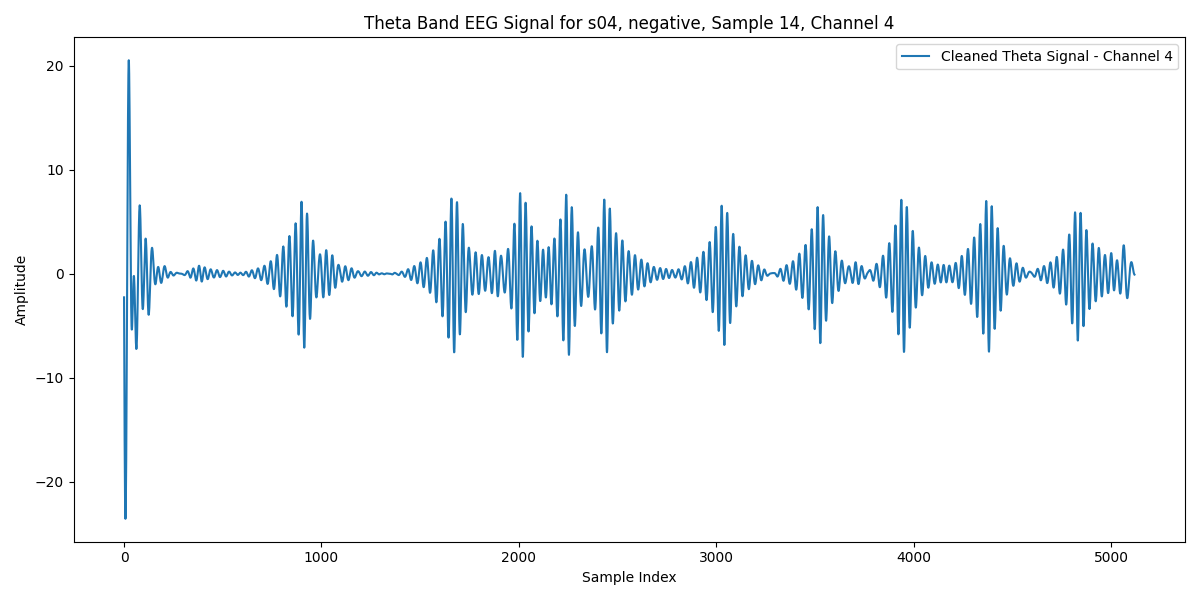 Theta Band EEG Signal for s04, negative, Sample 14, Channel 4
Cleaned Theta Signal - Channel 4
Amplitude
20
10
0
−10
−20
0 1000 2000 3000 4000 5000
Sample Index